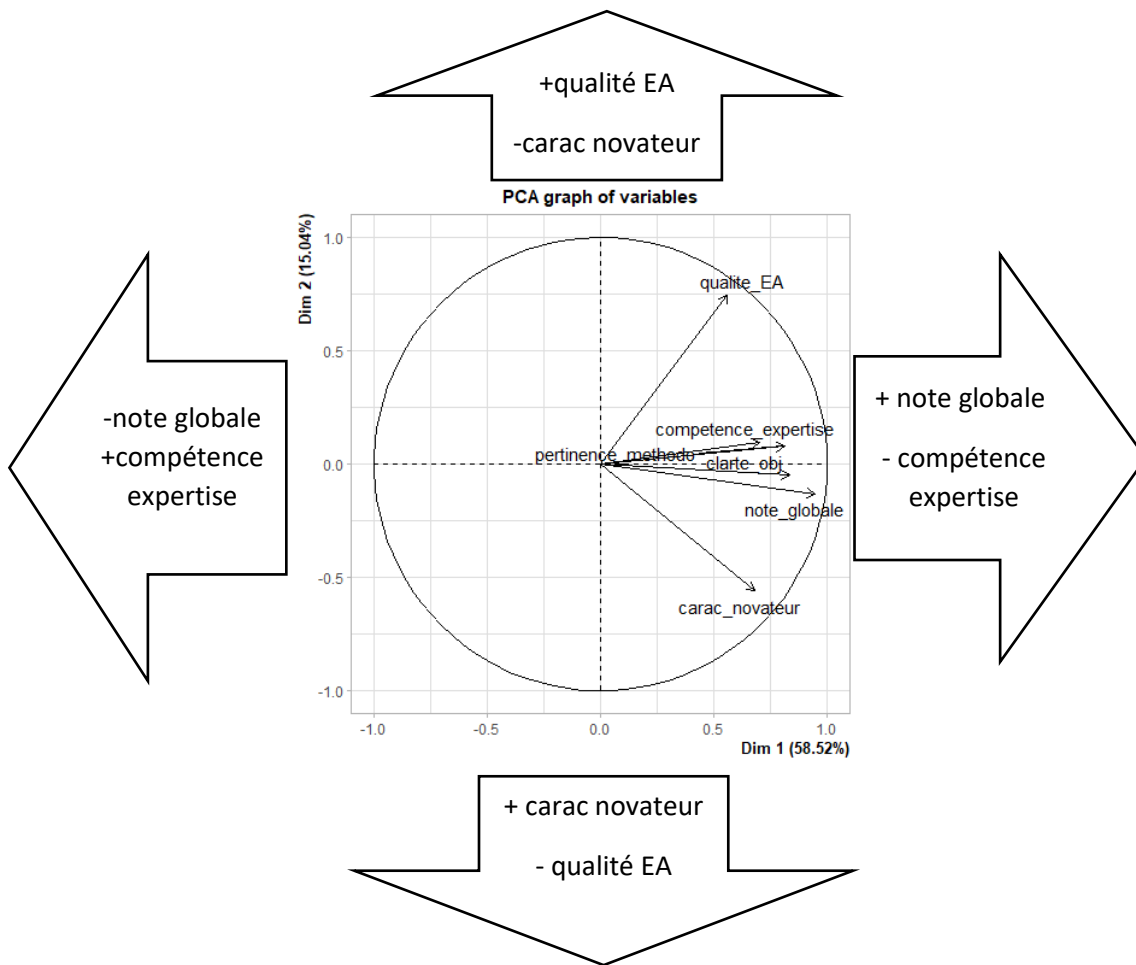 +qualité EA
-carac novateur
PCA graph of variables
Dim 2 (15.04%)
1.0
0.5
0.0
-0.5
-1.0
qualite_EA
competence_expertise
pertinence_methodo
clarte_obj
note_globale
carac_novateur
-1.0 -0.5 0.0 0.5 1.0
Dim 1 (58.52%)
-note globale
+compétence
expertise
+ note globale
- compétence
expertise
+ carac novateur
- qualité EA